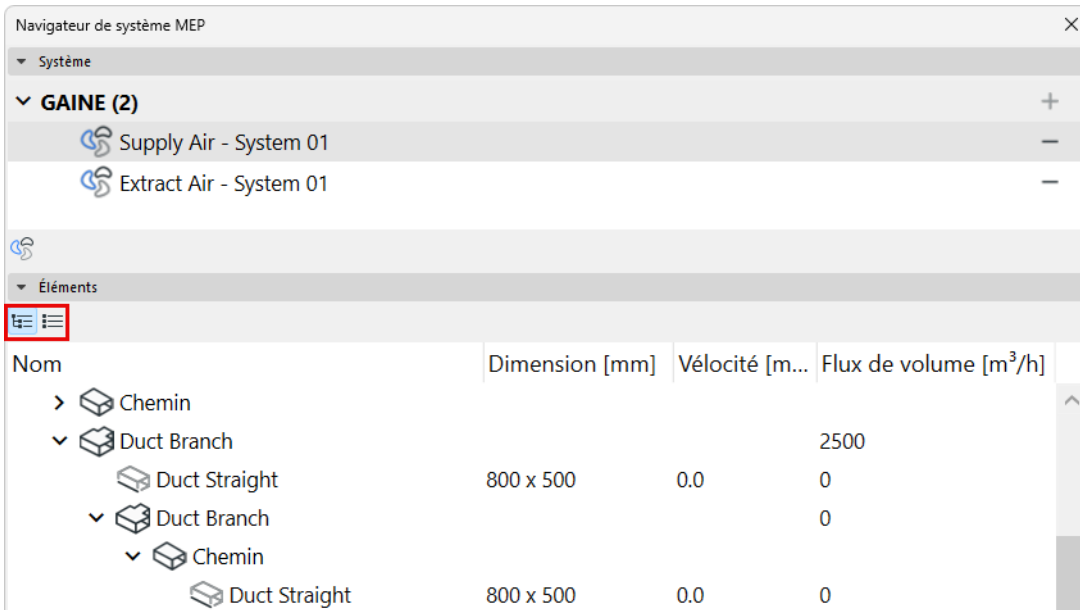 Navigateur de système MEP
Système
GAINE (2)
Supply Air - System 01
Extract Air - System 01
Éléments
Nom Dimension [mm] Vélocité [m... Flux de volume [m³/h]
Chemin
Duct Branch 2500
Duct Straight 800 x 500 0.0 0
Duct Branch 0
Chemin
Duct Straight 800 x 500 0.0 0